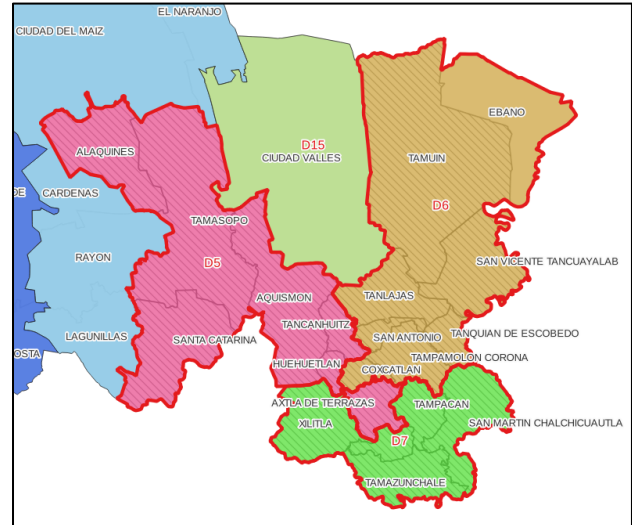 EL NARANJO
CIUDAD DEL MAIZ
EBANO
D15
CIUDAD VALLES
ALAQUINES
TAMUIN
DE
CARDENAS
D6
TAMASOPO
RAYON
D5
SAN VICENTE TANCUAYALAB
AQUISMON
TANLAJAS
TANCANHUITZ
LAGUNILLAS
SANTA CATARINA
SAN ANTONIO
TANQUIAN DE ESCOBEDO
OSTA
TAMPAMOLON CORONA
HUEHUETLAN
COXCATLAN
AXTLA DE TERRAZAS
TAMPACAN
XILITLA
SAN MARTIN CHALCHICUAUTLA
D7
TAMAZUNCHALE